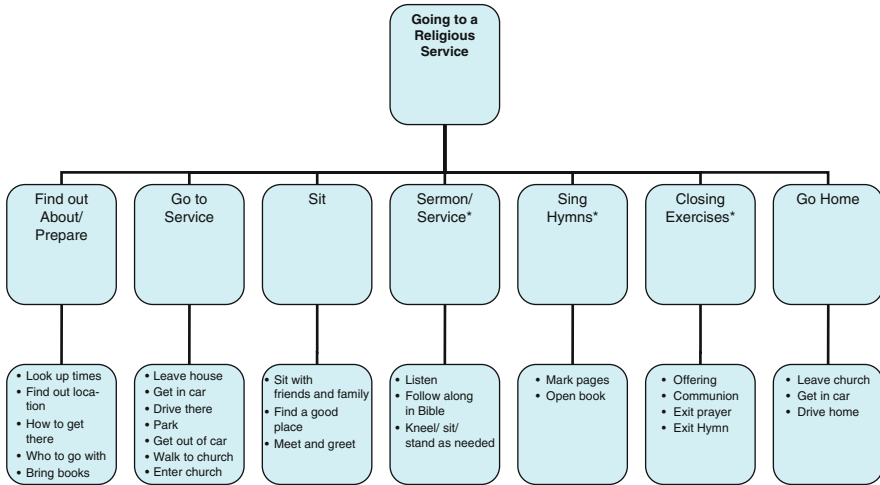 Going to a
Religious
Service
Find out
About/
Prepare
Go to
Service
Sit
Sermon/
Service*
Sing
Hymns*
Closing
Exercises*
Go Home
• Look up times
• Find out loca-
tion
• How to get
there
• Who to go with
• Bring books
• Leave house
• Get in car
• Drive there
• Park
• Get out of car
• Walk to church
• Enter church
• Sit with
friends and family
• Find a good
place
• Meet and greet
• Listen
• Follow along
in Bible
• Kneel/ sit/
stand as needed
• Mark pages
• Open book
• Offering
• Communion
• Exit prayer
• Exit Hymn
• Leave church
• Get in car
• Drive home